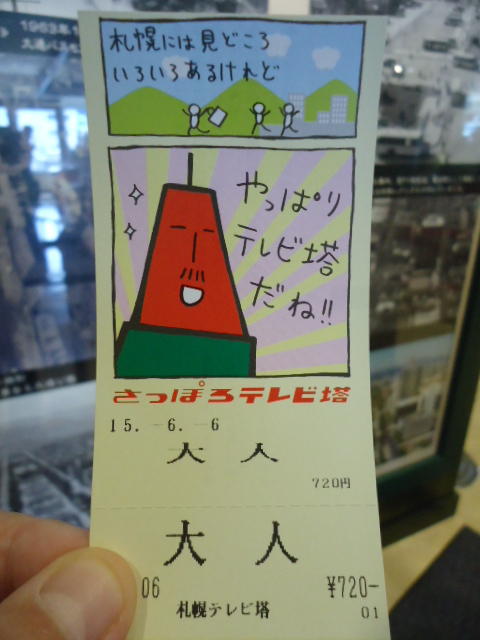 札幌には見どころ
いろいろあるけれど
やっぱり
テレビ塔
だね!!
さっぽろテレビ塔
15.-6.-6
大人
720円
大人
06
¥720-
札幌テレビ塔
01